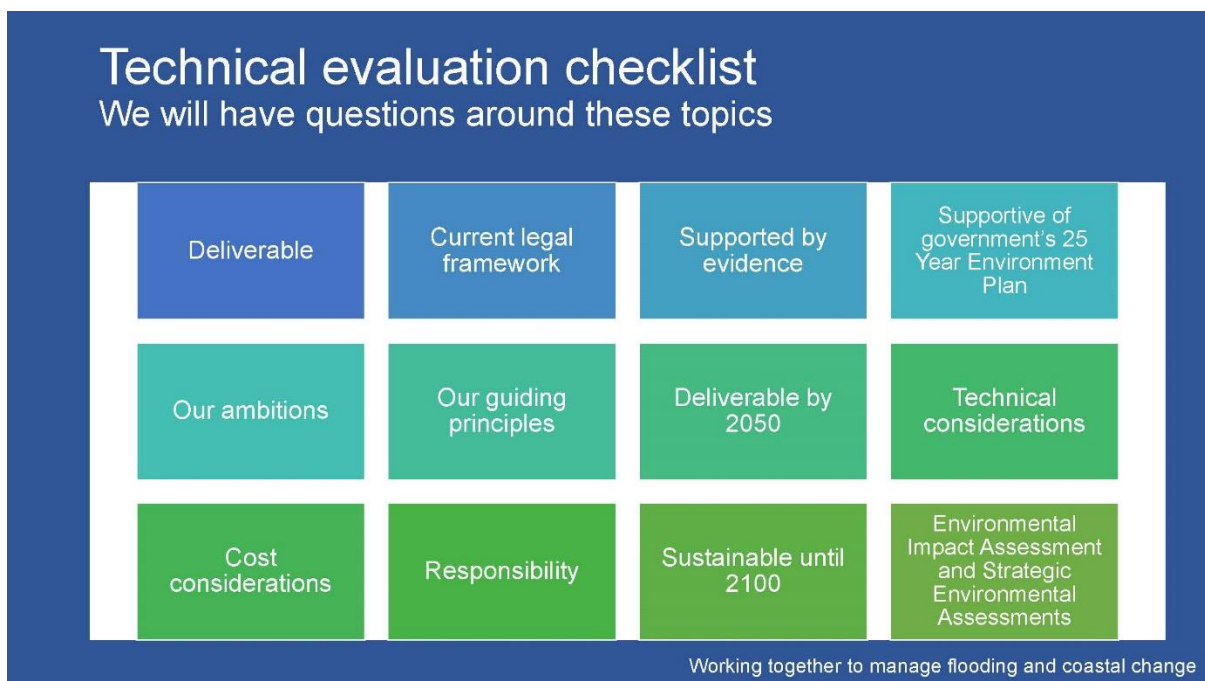 Technical evaluation checklist
We will have questions around these topics
Deliverable
Current legal
framework
Supported by
evidence
Supportive of
government's 25
Year Environment
Plan
Our ambitions
Our guiding
principles
Deliverable by
2050
Technical
considerations
Cost
considerations
Responsibility
Sustainable until
2100
Environmental
Impact Assessment
and Strategic
Environmental
Assessments
Working together to manage flooding and coastal change